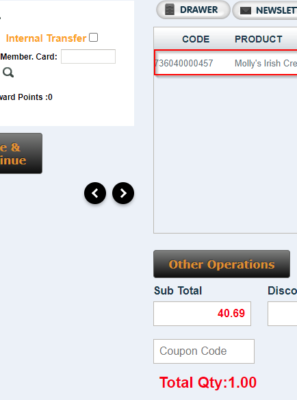 DRAWER
NEWSLET
Internal Transfer
CODE PRODUCT
Member. Card:
736040000457 Molly's Irish Cre
ward Points :0
e &
inue
Other Operations
Sub Total Disco
40.69
Coupon Code
Total Qty:1.00